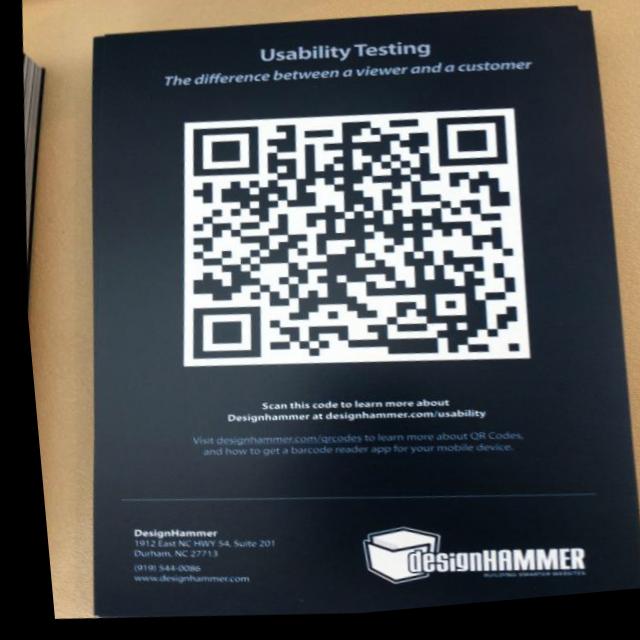 Usability Testing
The difference between a viewer and a customer
Scan this code to learn more about
Designhammer at designhammer.com/usability
Visit designhammer.com/qrcodes to learn more about QR Codes,
and how to get a barcode reader app for your mobile device.
DesignHammer
1912 East NC HWY 54, Suite 201
Durham, NC 27713
(919) 544-0086
www.designhammer.com
designHAMMER
BUILDING SMARTER WEBSITES